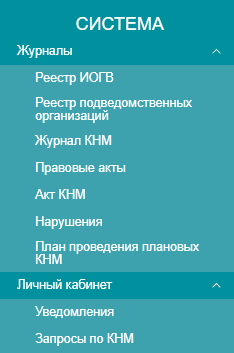 СИСТЕМА
Журналы
Реестр ИОГВ
Реестр подведомственных
организаций
Журнал КНМ
Правовые акты
Акт КНМ
Нарушения
План проведения плановых
КНМ
Личный кабинет
Уведомления
Запросы по КНМ